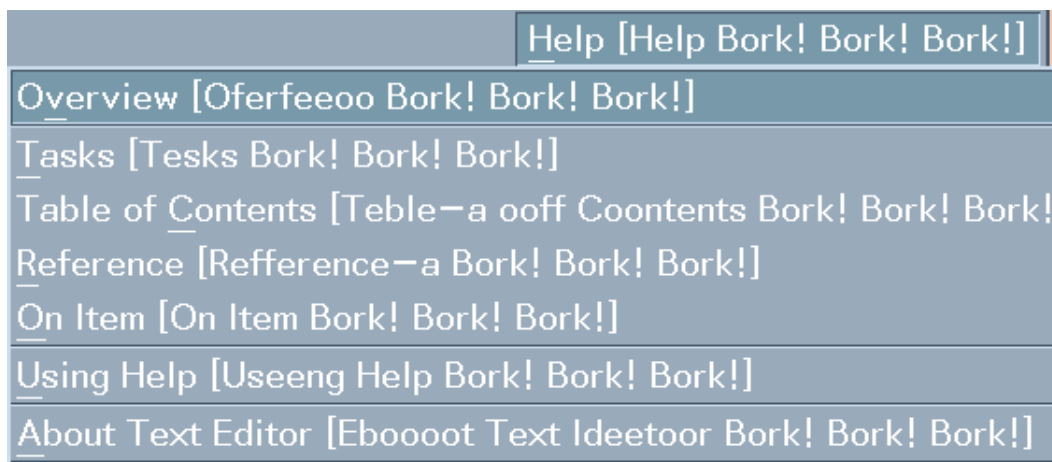 Help [Help Bork! Bork! Bork!]
Overview [Oferfeeoo Bork! Bork! Bork!]
Tasks [Tesks Bork! Bork! Bork!]
Table of Contents [Teble-a ooff Coontents Bork! Bork! Bork!
Reference [Refference-a Bork! Bork! Bork!]
On Item [On Item Bork! Bork! Bork!]
Using Help [Useeng Help Bork! Bork! Bork!]
About Text Editor [Eboooot Text Ideetoor Bork! Bork! Bork!]